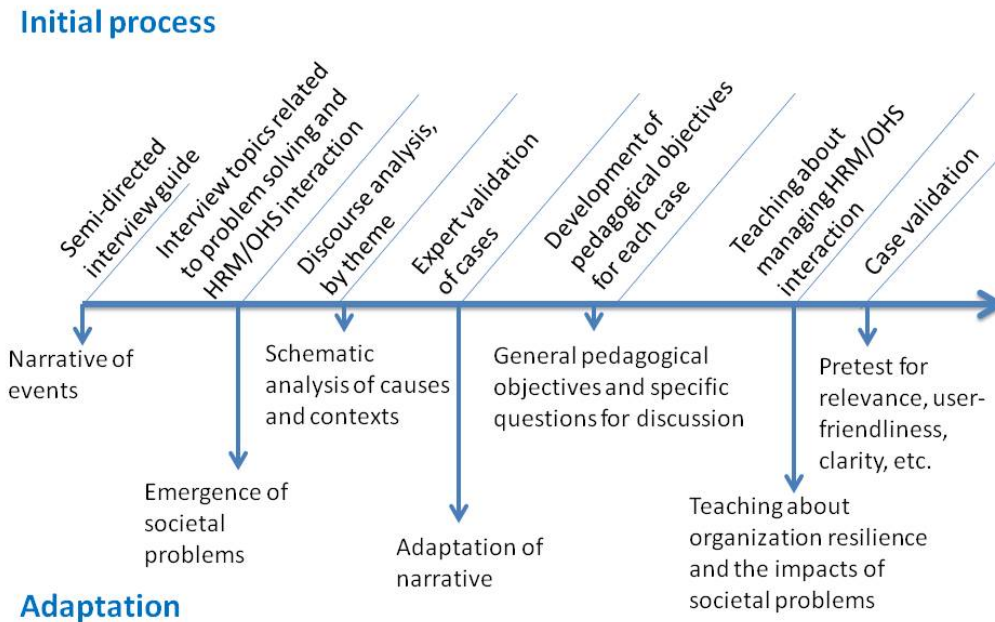 Initial process
Semi-directed
interview guide
Interview topics related
to problem solving and
HRM/OHS interaction
Discourse analysis,
by theme
Expert validation
of cases
Development of
pedagogical objectives
for each case
Teaching about
managing HRM/OHS
interaction
Case validation
Narrative of
events
Emergence of
societal
problems
Schematic
analysis of causes
and contexts
Adaptation of
narrative
General pedagogical
objectives and specific
questions for discussion
Teaching about
organization resilience
and the impacts of
societal problems
Pretest for
relevance, user-
friendliness,
clarity, etc.
Adaptation